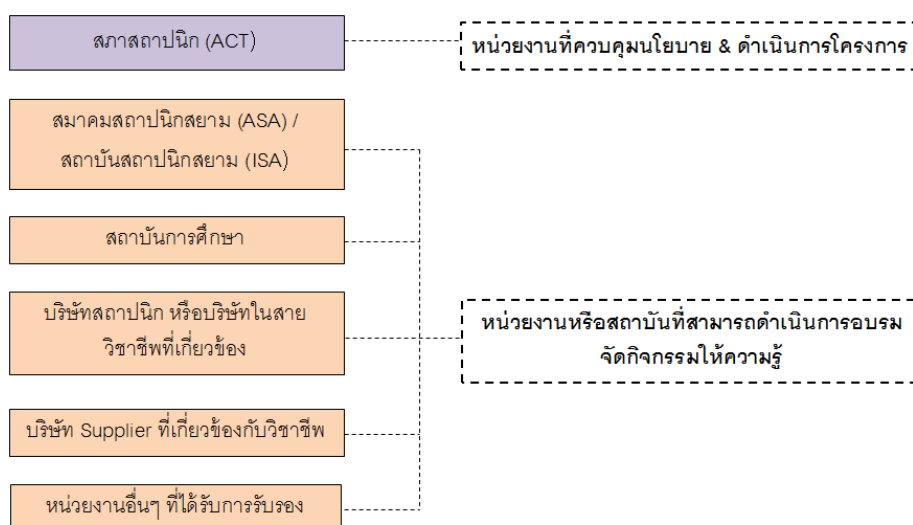 สภาสถาปนิก (ACT)
หน่วยงานที่ควบคุมนโยบาย & ดำเนินการโครงการ
สมาคมสถาปนิกสยาม (ASA) /
สถาบันสถาปนิกสยาม (ISA)
สถาบันการศึกษา
บริษัทสถาปนิก หรือบริษัทในสาย
วิชาชีพที่เกี่ยวข้อง
หน่วยงานหรือสถาบันที่สามารถดำเนินการอบรม
จัดกิจกรรมให้ความรู้
บริษัท Supplier ที่เกี่ยวข้องกับวิชาชีพ
หน่วยงานอื่นๆ ที่ได้รับการรับรอง